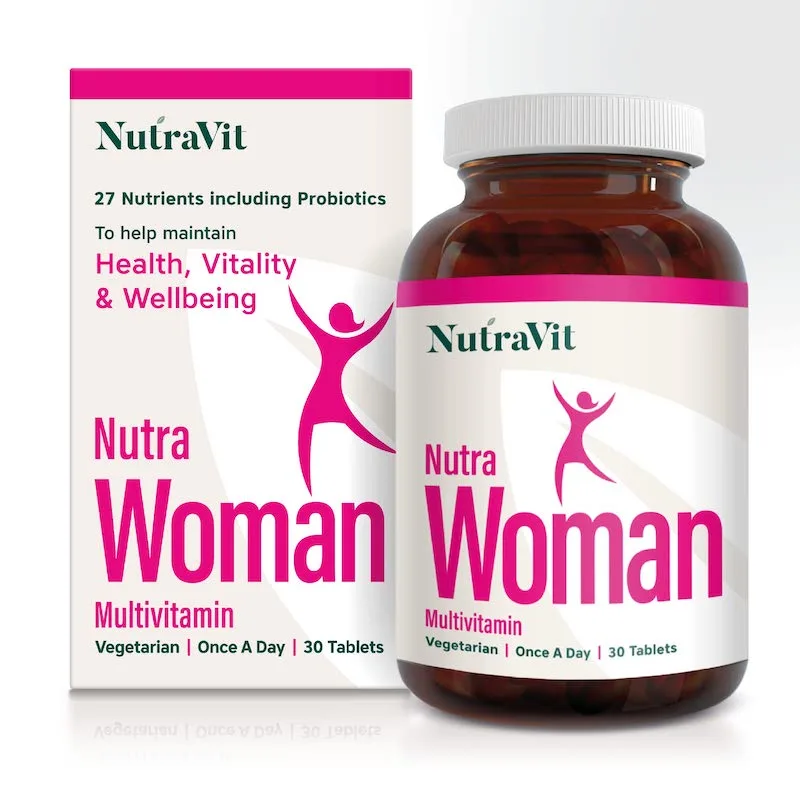 NutraVit
27 Nutrients including Probiotics
To help maintain
Health, Vitality
& Wellbeing
Nutra
Woman
Multivitamin
Vegetarian | Once A Day | 30 Tablets
NutraVit
Nutra
Woman
Multivitamin
Vegetarian | Once A Day | 30 Tablets